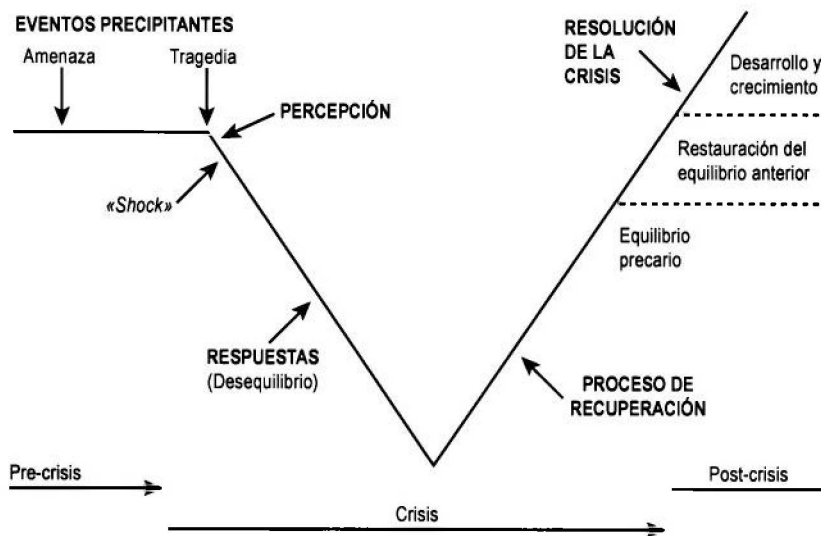 EVENTOS PRECIPITANTES
Amenaza
Tragedia
PERCEPCIÓN
«Shock»
RESPUESTAS
(Desequilibrio)
RESOLUCIÓN
DE LA
CRISIS
Desarrollo y
crecimiento
Restauración del
equilibrio anterior
Equilibrio
precario
PROCESO DE
RECUPERACIÓN
Pre-crisis
Crisis
Post-crisis